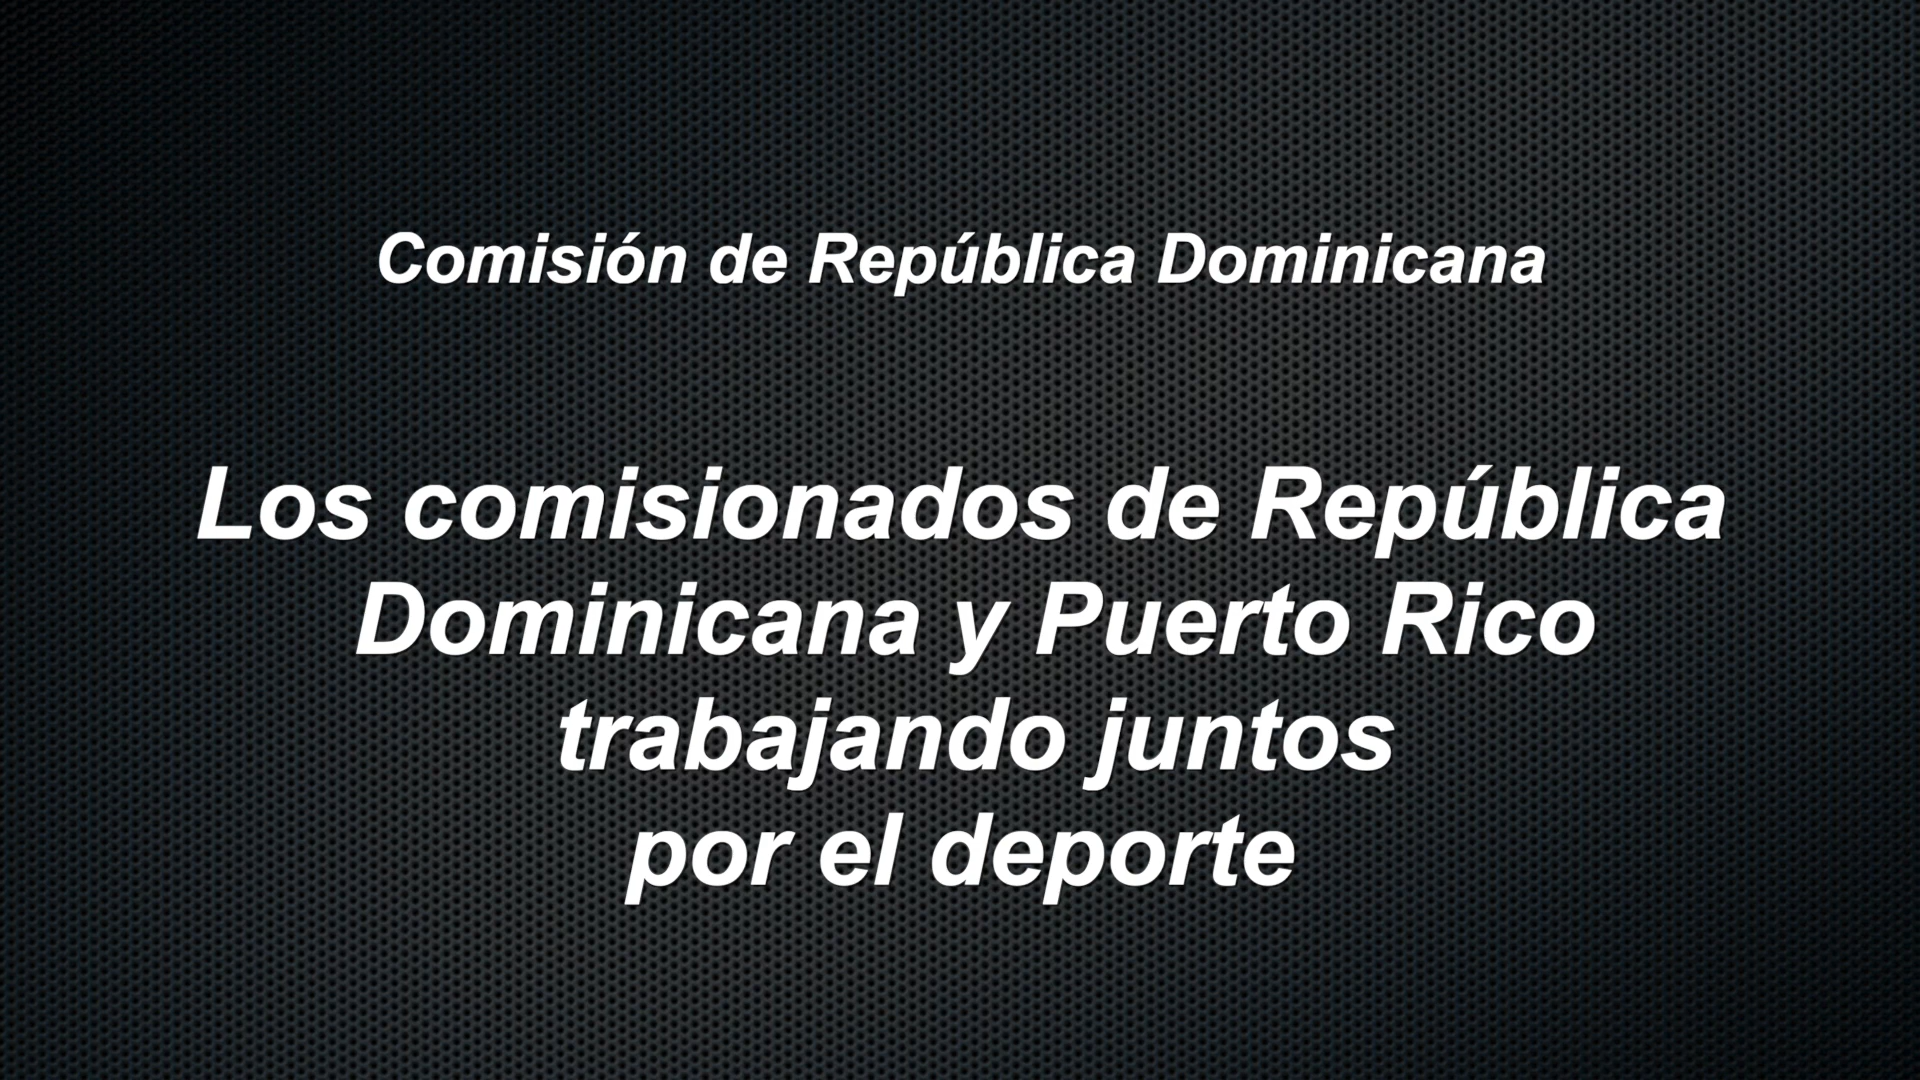 Comisión de República Dominicana
Los comisionados de República
Dominicana y Puerto Rico
trabajando juntos
por el deporte